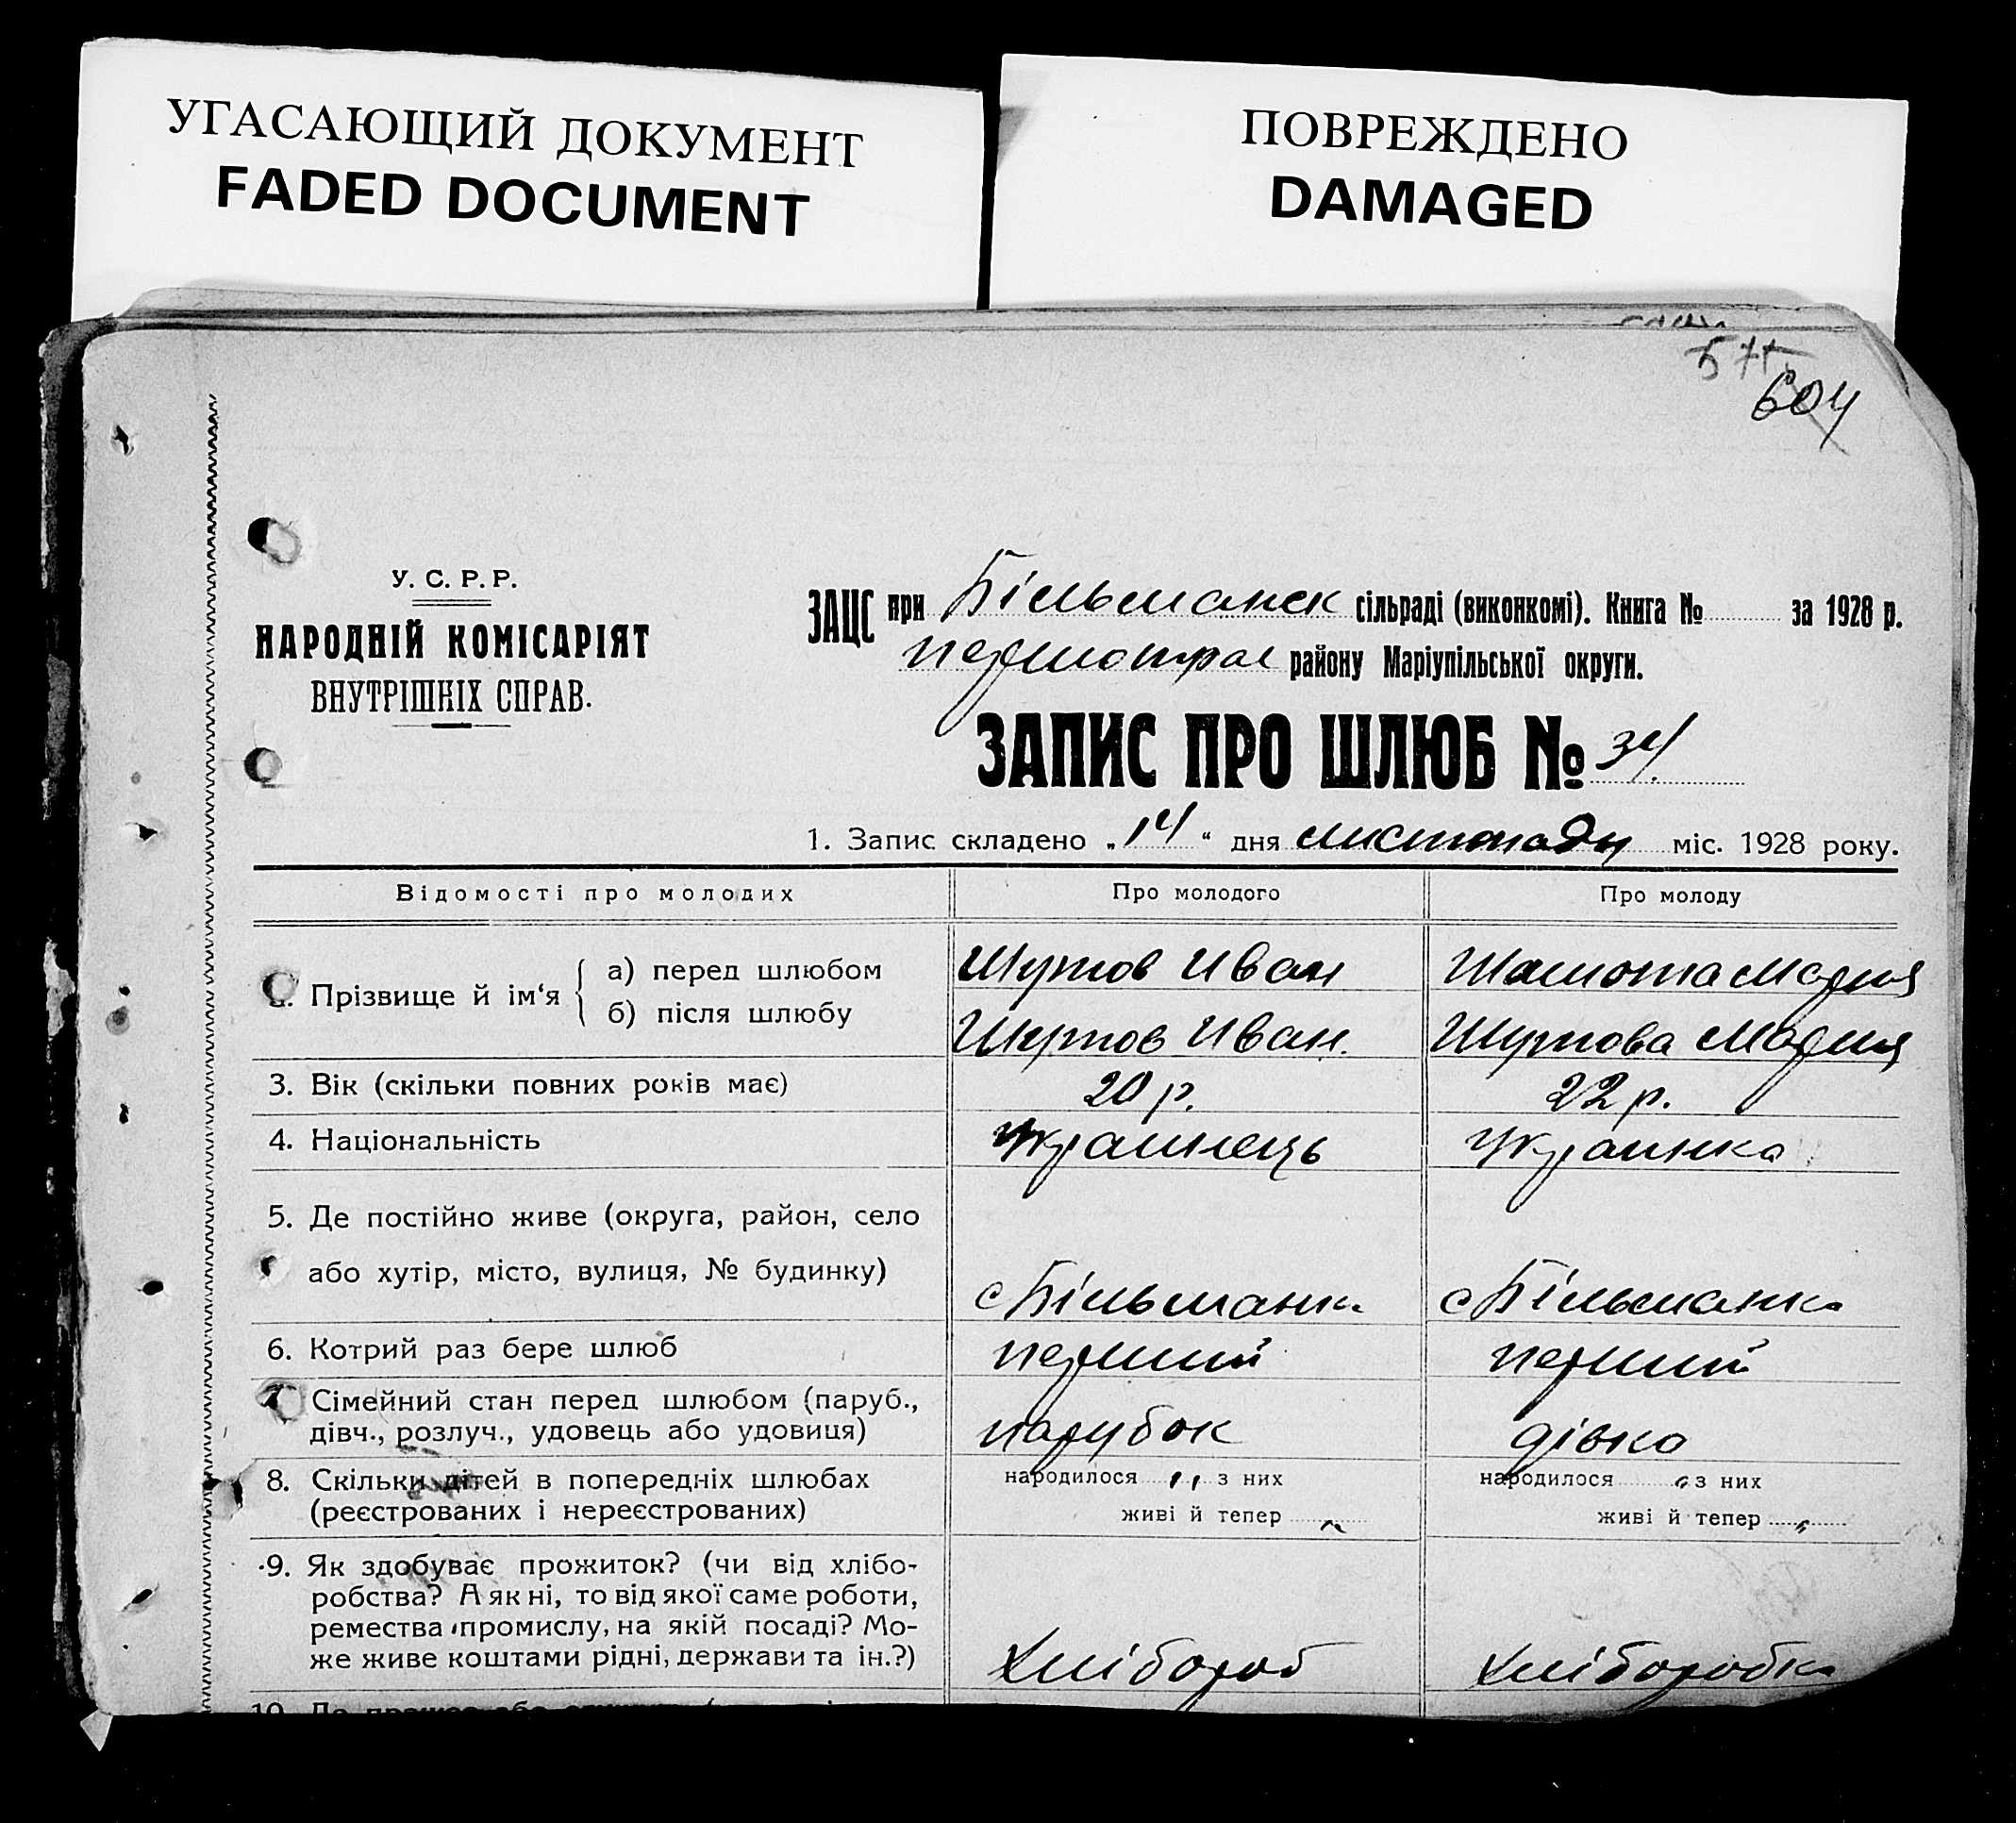 УГАСАЮЩИЙ ДОКУМЕНТ
FADED DOCUMENT
ПОВРЕЖДЕНО
DAMAGED
604
У. С. Р. Р.
НАРОДНІЙ КОМІСАРІЯТ
ВНУТРІШНІХ СПРАВ.
ЗАЦС при Більманск сільраді (виконкомі). Книга № за 1928 р.
району Маріупільської округи.
ЗАПИС ПРО ШЛЮБ № 34
1. Запис складено „14“ дня листопаду міс. 1928 року.
Відомості про молодих
Про молодого
Про молоду
Прізвище й ім‘я
а) перед шлюбом
Шутов Иван
Шамота Мария
б) після шлюбу
Шутов Иван.
Шутова Мария
3. Вік (скільки повних років має)
20 р.
22 р.
4. Національність
Украинець
Украинка
5. Де постійно живе (округа, район, село
або хутір, місто, вулиця, № будинку)
с Більманка
с Більманка
6. Котрий раз бере шлюб
перший
перший
7. Сімейний стан перед шлюбом (паруб.,
дівч., розлуч., удовець або удовиця)
парубок
дівка
8. Скільки дітей в попередніх шлюбах
(реєстрованих і нереєстрованих)
народилося „ з них
живі й тепер „
народилося „ з них
живі й тепер „
9. Як здобуває прожиток? (чи від хлібо-
робства? А як ні, то від якої саме роботи,
ремества, промислу, на якій посаді? Мо-
же живе коштами рідні, держави та ін.?)
Хлібороб
Хліборобка